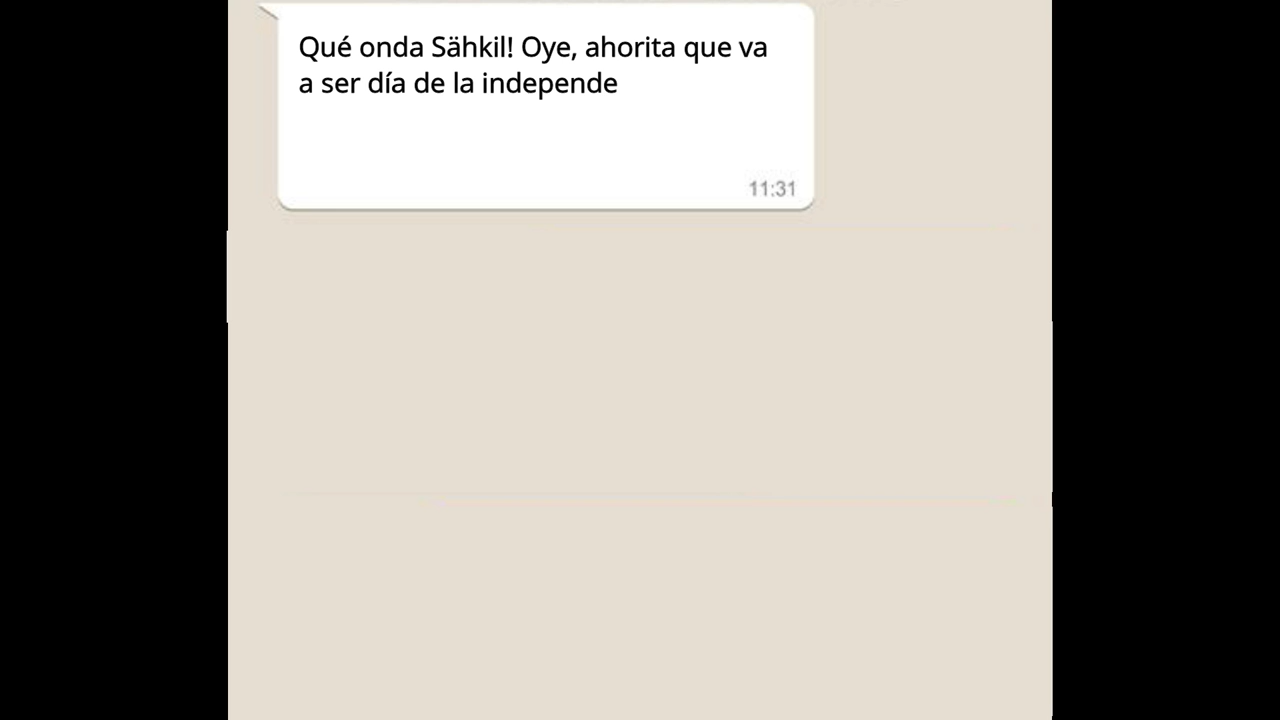 Qué onda Sähkil! Oye, ahorita que va
a ser día de la independe
11:31